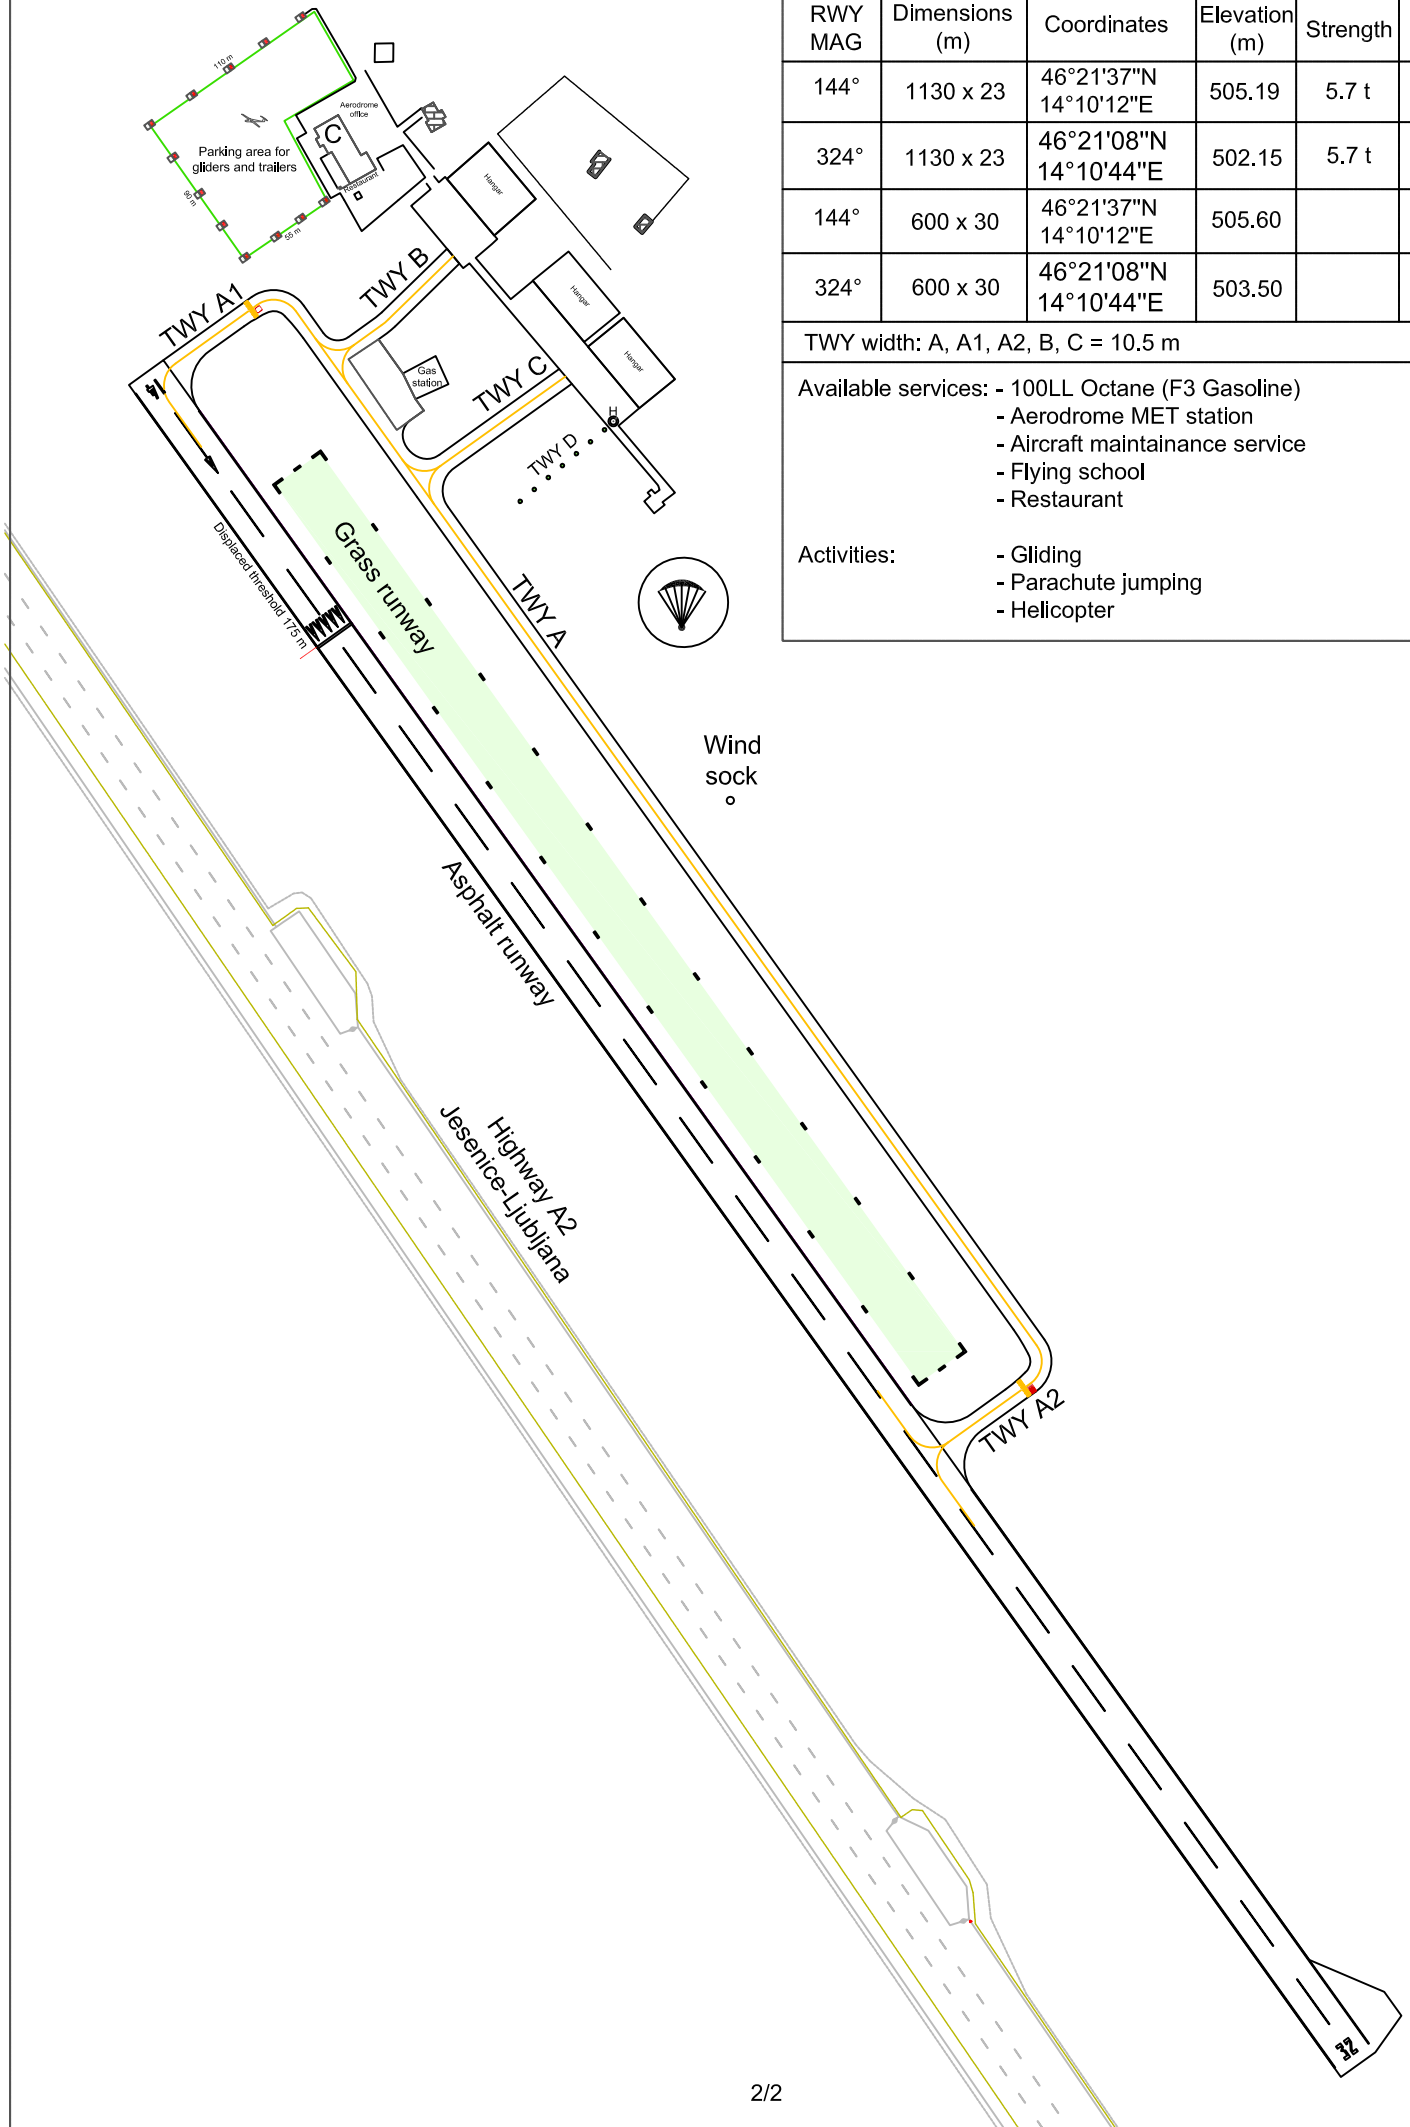 RWY MAG
Dimensions (m)
Coordinates
Elevation (m)
Strength
144°
1130 x 23
46°21'37"N
14°10'12"E
505.19
5.7 t
324°
1130 x 23
46°21'08"N
14°10'44"E
502.15
5.7 t
144°
600 x 30
46°21'37"N
14°10'12"E
505.60
324°
600 x 30
46°21'08"N
14°10'44"E
503.50
TWY width: A, A1, A2, B, C = 10.5 m
Available services: - 100LL Octane (F3 Gasoline)
- Aerodrome MET station
- Aircraft maintainance service
- Flying school
- Restaurant
Activities: - Gliding
- Parachute jumping
- Helicopter
110 m
Aerodrome
office
C
Parking area for
gliders and trailers
Restaurant
90 m
55 m
Hangar
TWY B
TWY A1
Hangar
Hangar
Gas
station
TWY C
H
TWY D
14
Displaced threshold 175 m
Grass runway
TWY A
Wind
sock
Asphalt runway
Highway A2
Jesenice-Ljubljana
TWY A2
32
2/2